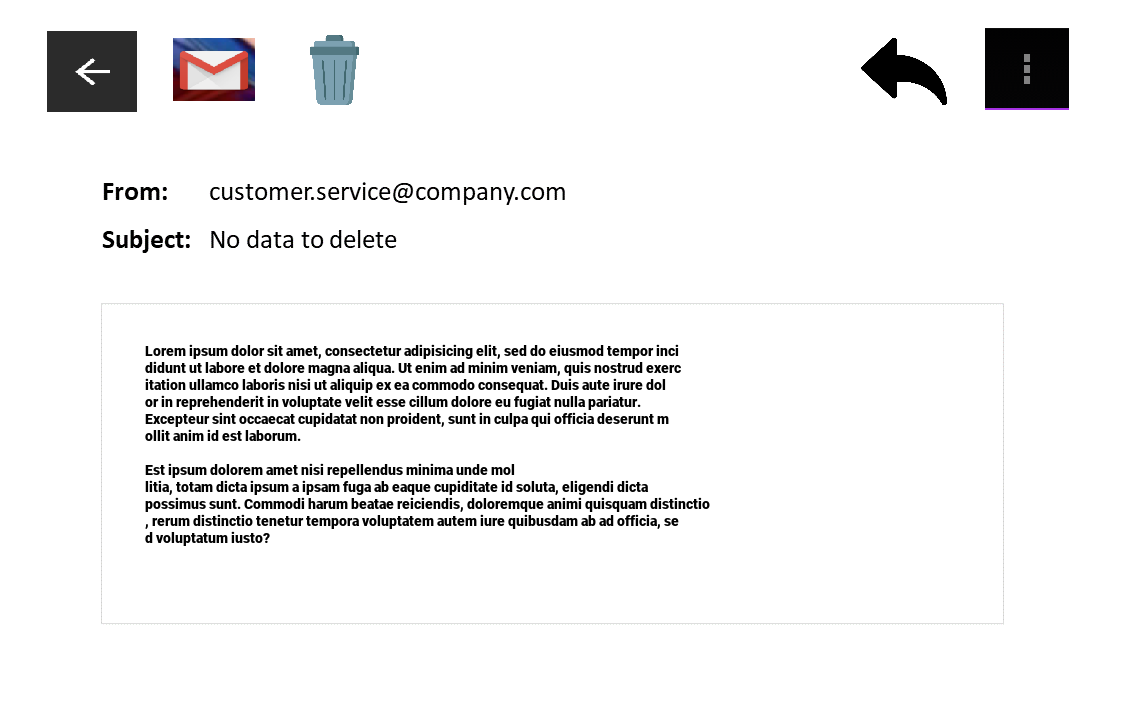 From: customer.service@company.com
Subject: No data to delete
Lorem ipsum dolor sit amet, consectetur adipisicing elit, sed do eiusmod tempor inci
didunt ut labore et dolore magna aliqua. Ut enim ad minim veniam, quis nostrud exerc
itation ullamco laboris nisi ut aliquip ex ea commodo consequat. Duis aute irure dol
or in reprehenderit in voluptate velit esse cillum dolore eu fugiat nulla pariatur.
Excepteur sint occaecat cupidatat non proident, sunt in culpa qui officia deserunt m
ollit anim id est laborum.
Est ipsum dolorem amet nisi repellendus minima unde mol
litia, totam dicta ipsum a ipsam fuga ab eaque cupiditate id soluta, eligendi dicta
possimus sunt. Commodi harum beatae reiciendis, doloremque animi quisquam distinctio
, rerum distinctio tenetur tempora voluptatem autem iure quibusdam ab ad officia, se
d voluptatum iusto?